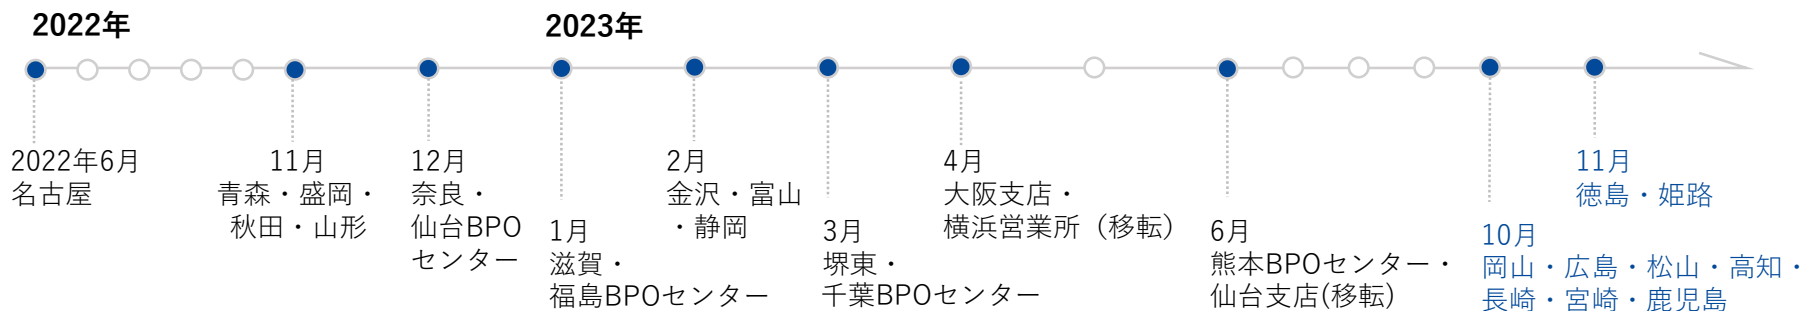 2022年
2023年
2022年6月
名古屋
11月
青森・盛岡・
秋田・山形
12月
奈良・
仙台BPO
センター
1月
滋賀・
福島BPOセンター
2月
金沢・富山
・静岡
3月
堺東・
千葉BPOセンター
4月
大阪支店・
横浜営業所（移転）
6月
熊本BPOセンター・
仙台支店(移転)
10月
岡山・広島・松山・高知・
長崎・宮崎・鹿児島
11月
徳島・姫路